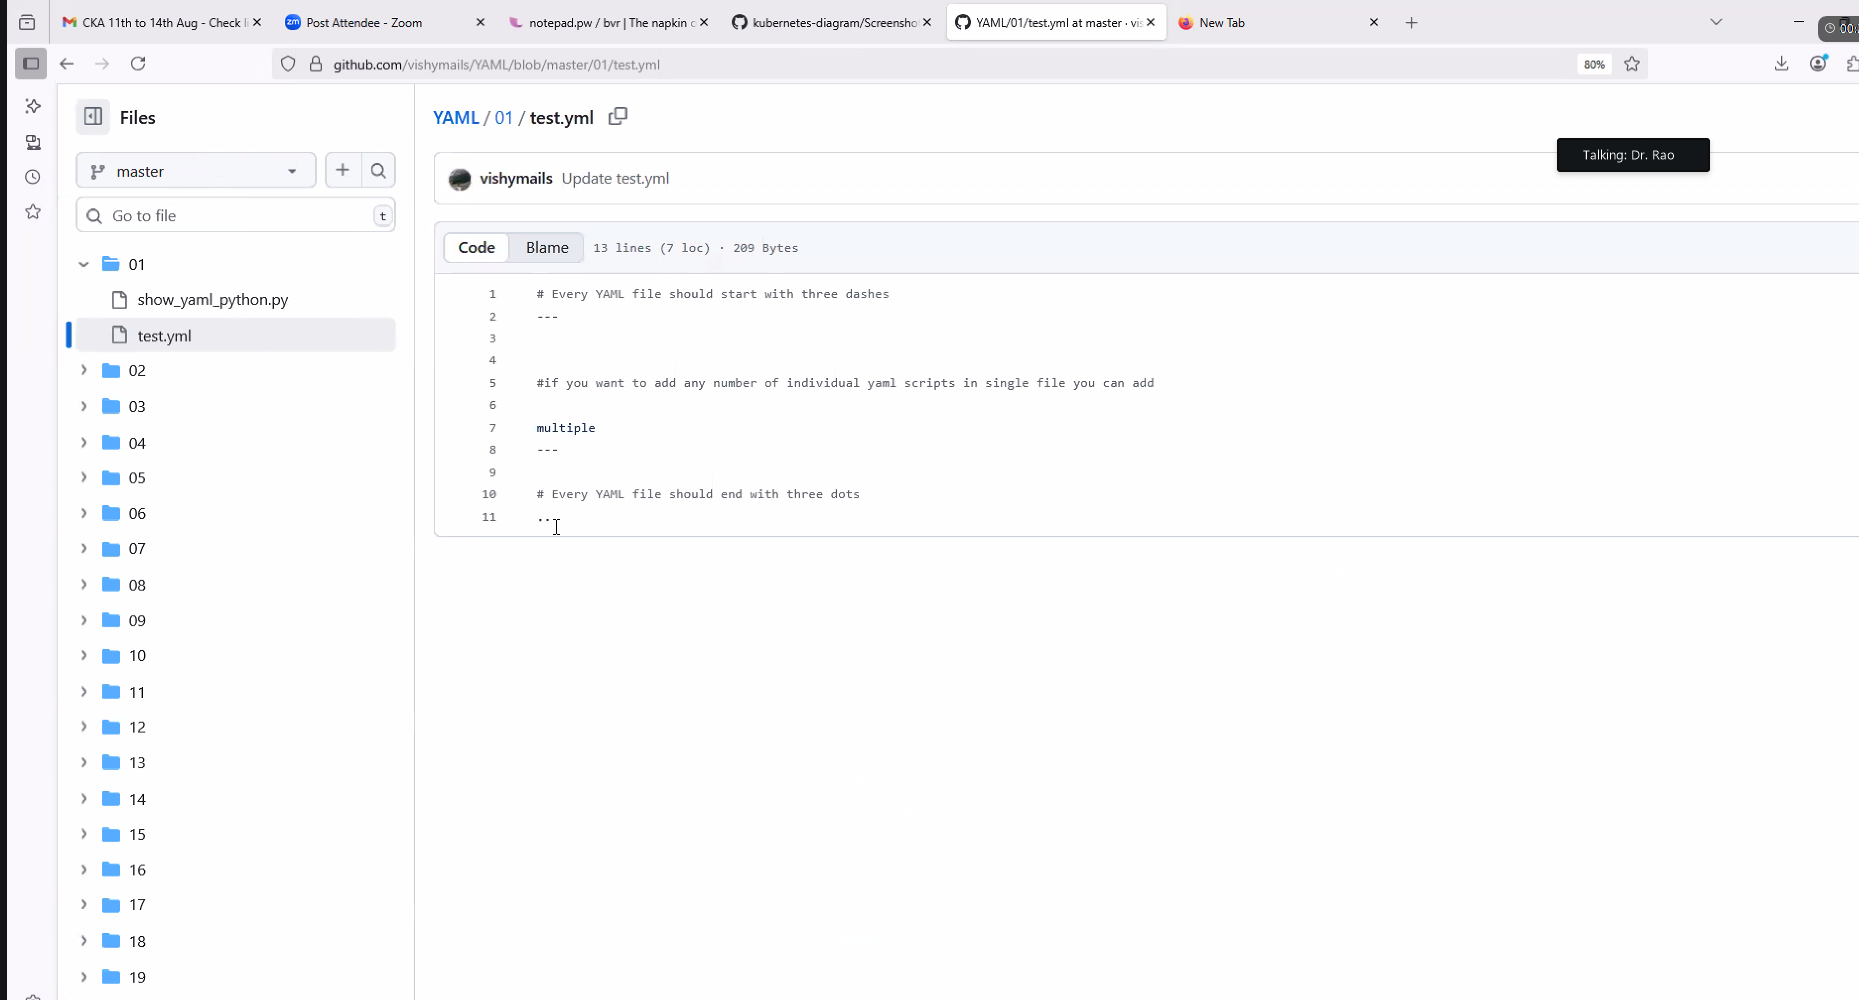 CKA 11th to 14th Aug - Check li
Post Attendee - Zoom
notepad.pw / bvr | The napkin o
kubernetes-diagram/Screensho
YAML/01/test.yml at master · vis
New Tab
00:
github.com/vishymails/YAML/blob/master/01/test.yml
80%
Files
YAML / 01 / test.yml
Talking: Dr. Rao
master
vishymails Update test.yml
Go to file
t
Code Blame 13 lines (7 loc) · 209 Bytes
01
show_yaml_python.py
test.yml
02
03
04
05
06
07
08
09
10
11
12
13
14
15
16
17
18
19
1 # Every YAML file should start with three dashes
2 ---
3
4
5 #if you want to add any number of individual yaml scripts in single file you can add
6
7 multiple
8 ---
9
10 # Every YAML file should end with three dots
11 ...